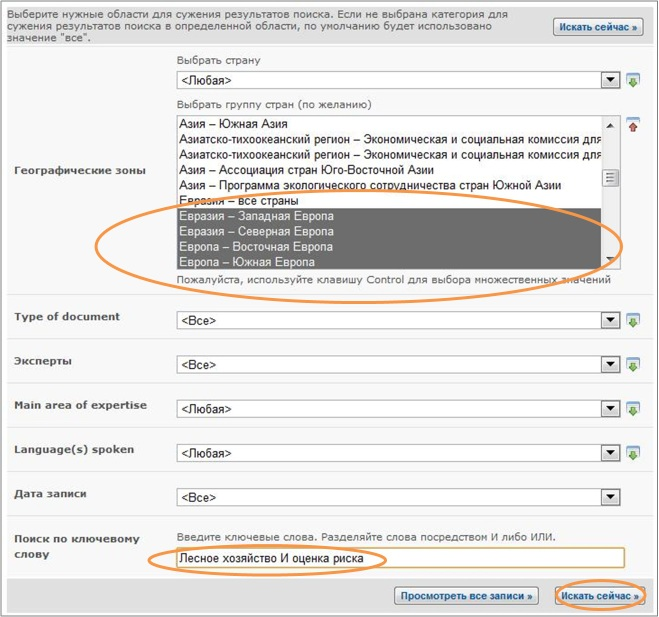 Выберите нужные области для сужения результатов поиска. Если не выбрана категория для
сужения результатов поиска в определенной области, по умолчанию будет использовано
значение "все".
Искать сейчас »
Выбрать страну
<Любая>
Выбрать группу стран (по желанию)
Географические зоны
Азия – Южная Азия
Азиатско-тихоокеанский регион – Экономическая и социальная комиссия для
Азиатско-тихоокеанский регион – Экономическая и социальная комиссия для
Азия – Ассоциация стран Юго-Восточной Азии
Азия – Программа экологического сотрудничества стран Южной Азии
Евразия – все страны
Евразия – Западная Европа
Евразия – Северная Европа
Европа – Восточная Европа
Европа – Южная Европа
Пожалуйста, используйте клавишу Control для выбора множественных значений
Type of document
<Все>
Эксперты
<Все>
Main area of expertise
<Любая>
Language(s) spoken
<Любая>
Дата записи
<Все>
Поиск по ключевому
слову
Введите ключевые слова. Разделяйте слова посредством И либо ИЛИ.
Лесное хозяйство И оценка риска
Просмотреть все записи »
Искать сейчас »